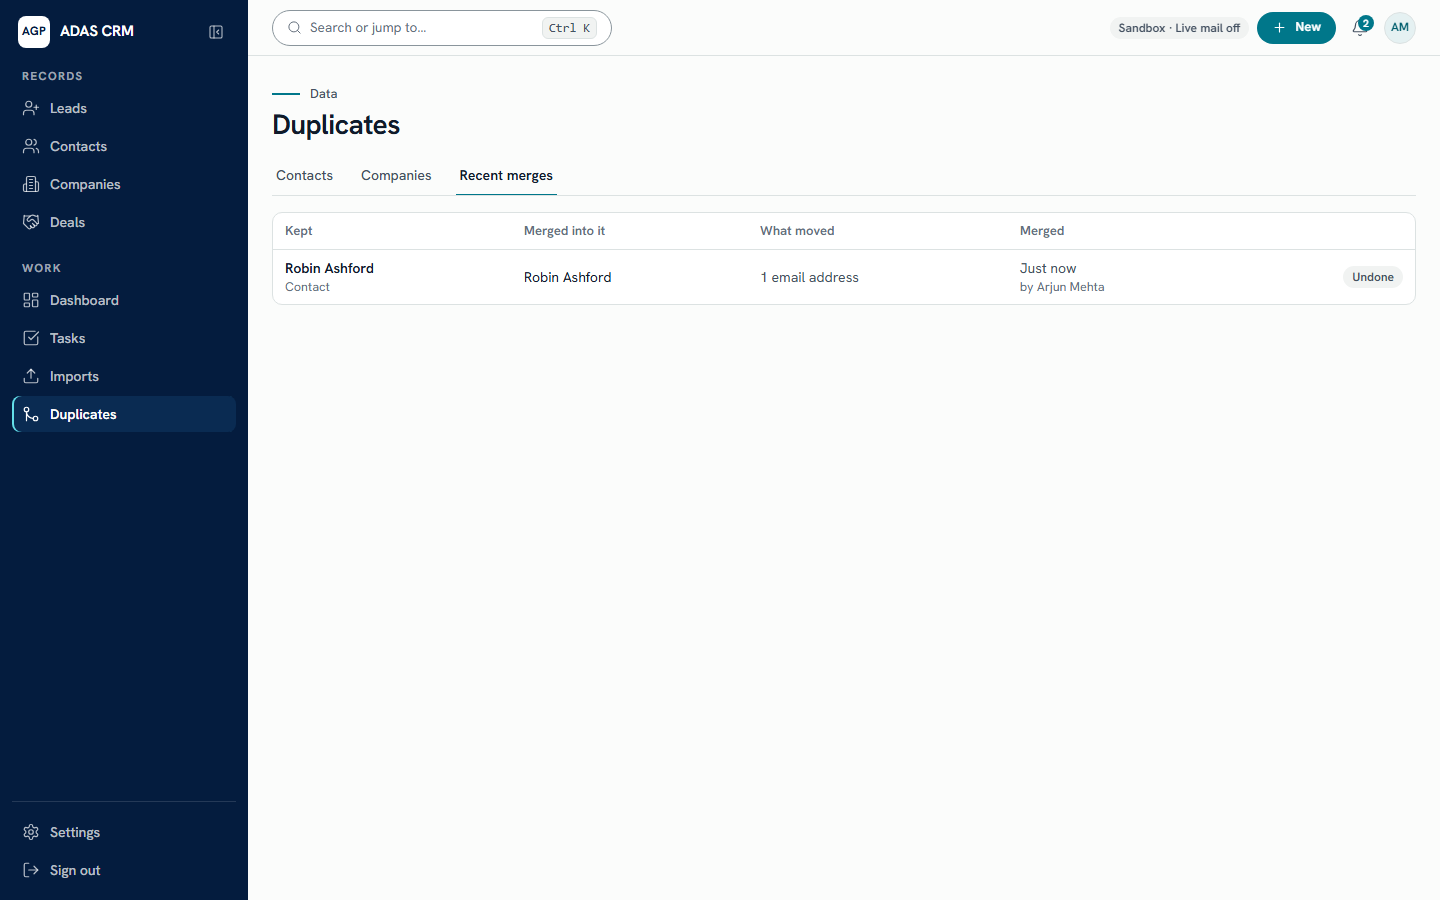 AGP
ADAS CRM
RECORDS
Leads
Contacts
Companies
Deals
WORK
Dashboard
Tasks
Imports
Duplicates
Settings
Sign out
Search or jump to...
Ctrl K
Sandbox · Live mail off
New
2
AM
Data
Duplicates
Contacts Companies Recent merges
Kept Merged into it What moved Merged
Robin Ashford
Contact
Robin Ashford
1 email address
Just now
by Arjun Mehta
Undone